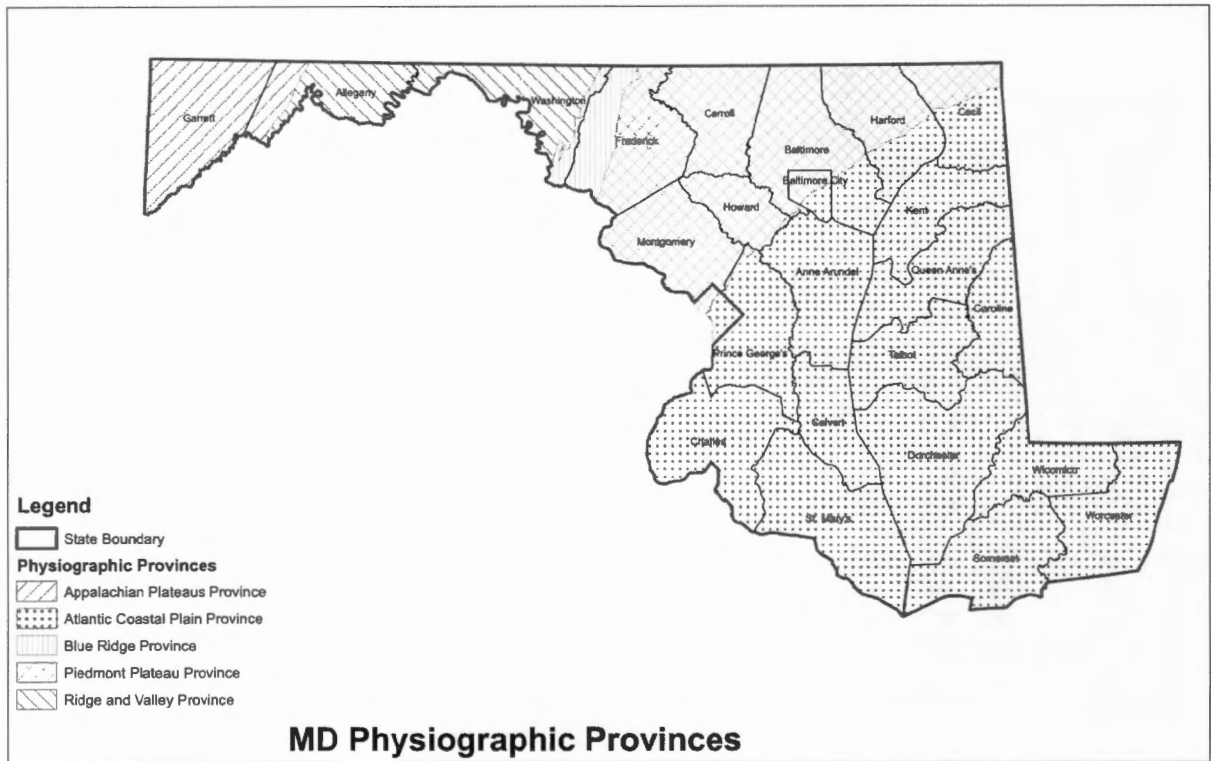 Garrett
Allegany
Washington
Frederick
Carroll
Baltimore
Harford
Cecil
Baltimore City
Howard
Montgomery
Kent
Anne Arundel
Queen Anne's
Caroline
Prince George's
Talbot
Charles
Calvert
Dorchester
Wicomico
St. Mary's
Worcester
Somerset
Legend
State Boundary
Physiographic Provinces
Appalachian Plateaus Province
Atlantic Coastal Plain Province
Blue Ridge Province
Piedmont Plateau Province
Ridge and Valley Province
MD Physiographic Provinces